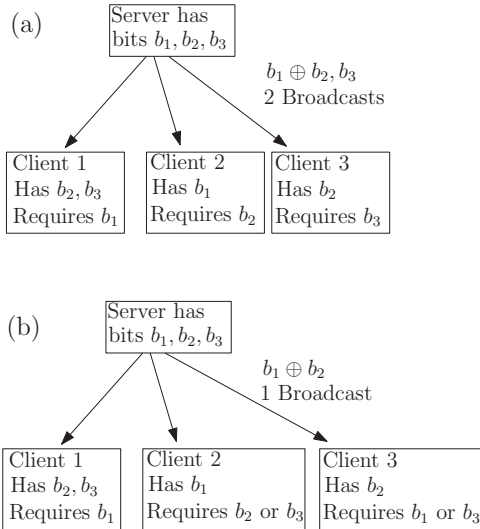 (a)
Server has
bits b₁, b₂, b₃
b₁ ⊕ b₂, b₃
2 Broadcasts
Client 1
Has b₂, b₃
Requires b₁
Client 2
Has b₁
Requires b₂
Client 3
Has b₂
Requires b₃
(b)
Server has
bits b₁, b₂, b₃
b₁ ⊕ b₂
1 Broadcast
Client 1
Has b₂, b₃
Requires b₁
Client 2
Has b₁
Requires b₂ or b₃
Client 3
Has b₂
Requires b₁ or b₃